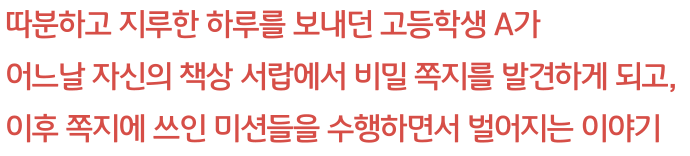 따분하고 지루한 하루를 보내던 고등학생 A가
어느날 자신의 책상 서랍에서 비밀 쪽지를 발견하게 되고,
이후 쪽지에 쓰인 미션들을 수행하면서 벌어지는 이야기